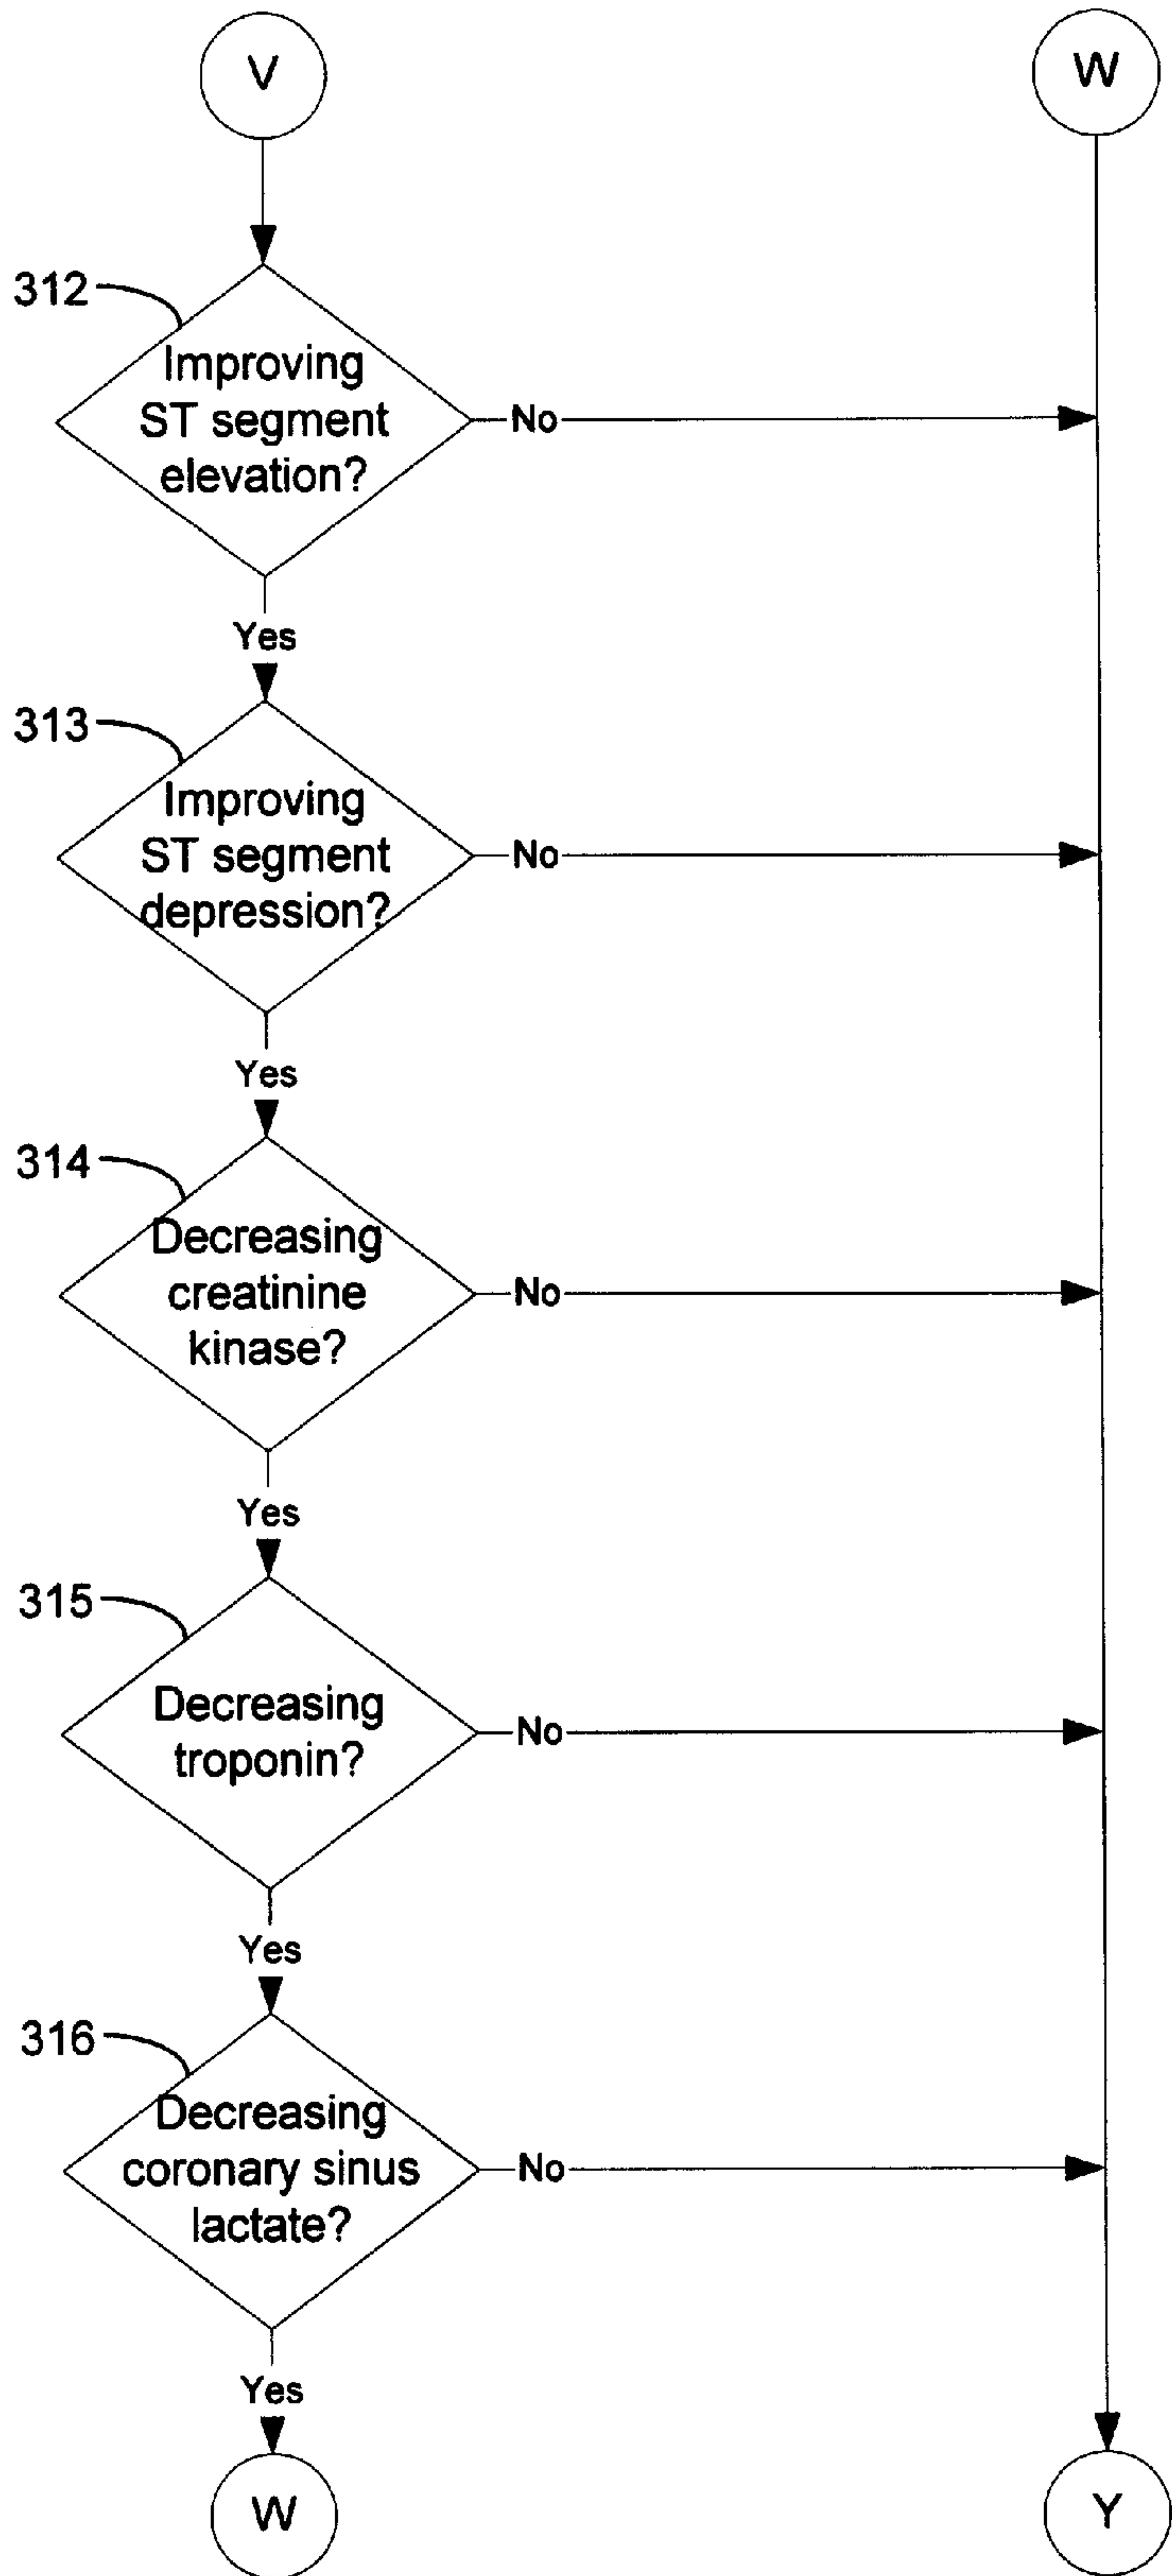 V
W
312
Improving
ST segment
elevation?
No
Yes
313
Improving
ST segment
depression?
No
Yes
314
Decreasing
creatinine
kinase?
No
Yes
315
Decreasing
troponin?
No
Yes
316
Decreasing
coronary sinus
lactate?
No
Yes
W
Y